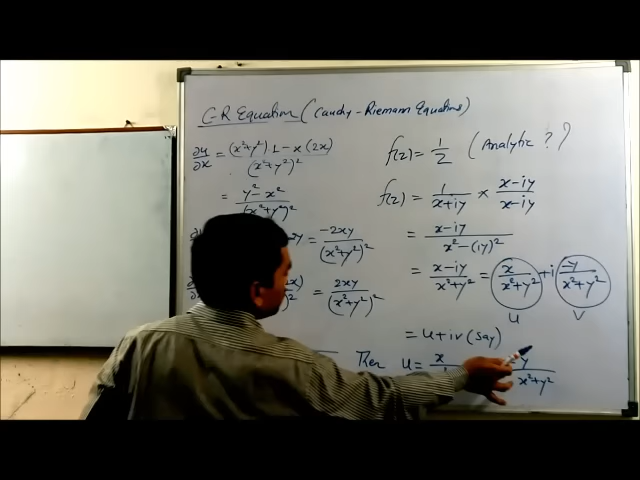 C-R Equation (Caudy-Riemann Equations)
∂u/∂x = ((x²+y²) 1 - x(2x))/(x²+y²)²
= (y² - x²)/(x²+y²)²
= -2xy/(x²+y²)²
= 2xy/(x²+y²)²
f(z) = 1/z (Analytic ??)
f(z) = 1/(x+iy) × (x-iy)/(x-iy)
= (x-iy)/(x² - (iy)²)
= (x-iy)/(x²+y²) = x/(x²+y²) + i -y/(x²+y²)
u v
= u+iv (Say)
Then u = x y/(x²+y²)